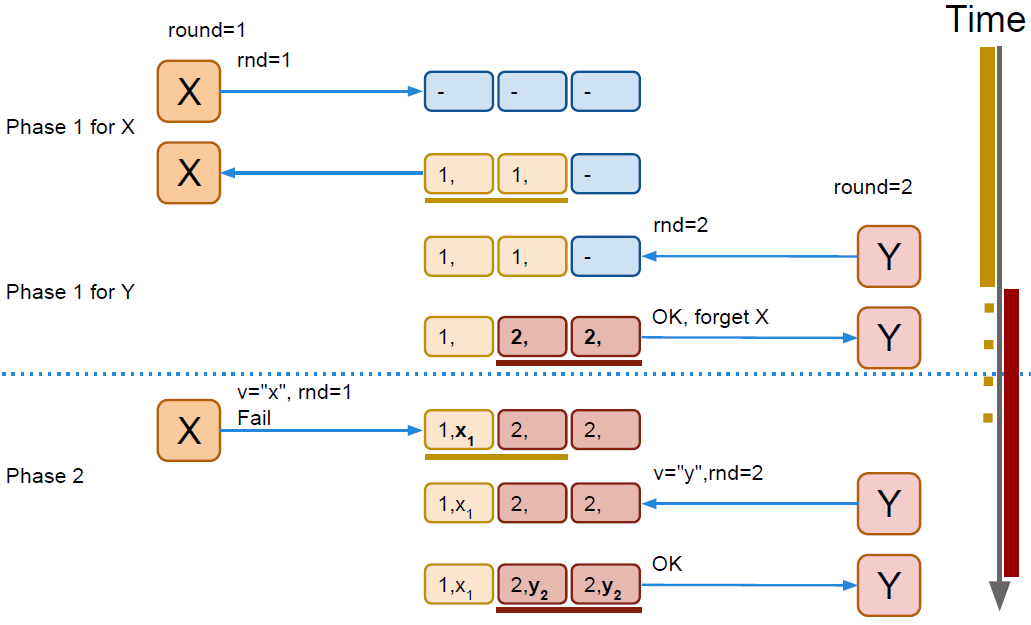 Time
round=1
rnd=1
X
- - -
Phase 1 for X
X
1, 1, -
round=2
rnd=2
1, 1, -
Y
Phase 1 for Y
OK, forget X
1, 2, 2,
Y
v="x", rnd=1
Fail
X
1,x₁ 2, 2,
Phase 2
v="y",rnd=2
1,x₁ 2, 2,
Y
OK
1,x₁ 2,y₂ 2,y₂
Y